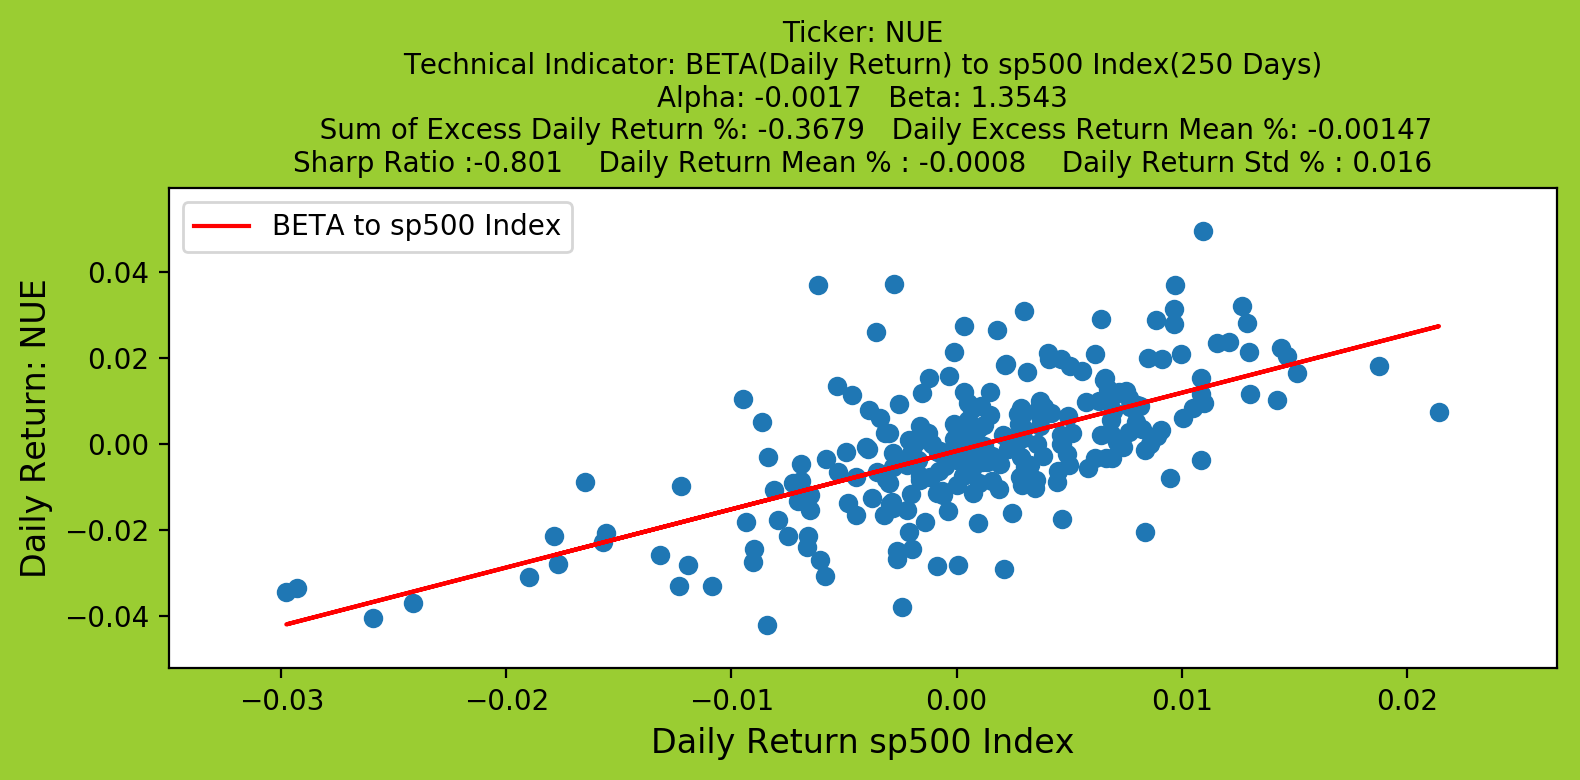 Ticker: NUE
Technical Indicator: BETA(Daily Return) to sp500 Index(250 Days)
Alpha: -0.0017 Beta: 1.3543
Sum of Excess Daily Return %: -0.3679 Daily Excess Return Mean %: -0.00147
Sharp Ratio :-0.801 Daily Return Mean % : -0.0008 Daily Return Std % : 0.016
BETA to sp500 Index
Daily Return: NUE
0.04
0.02
0.00
−0.02
−0.04
−0.03 −0.02 −0.01 0.00 0.01 0.02
Daily Return sp500 Index